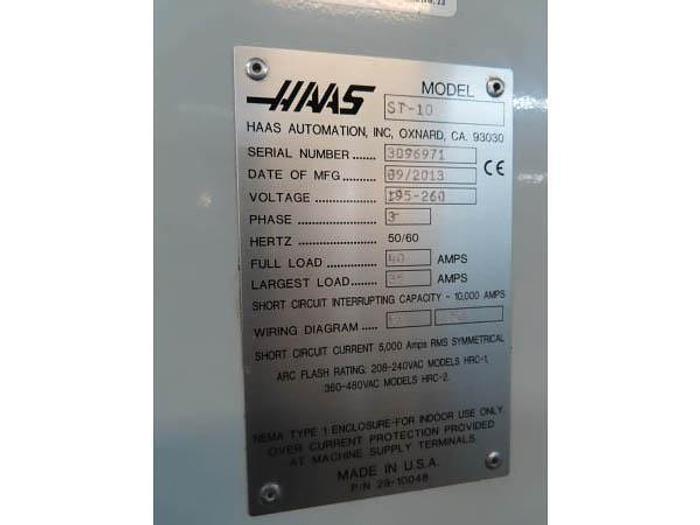 HAAS
MODEL
ST-10
HAAS AUTOMATION, INC, OXNARD, CA. 93030
SERIAL NUMBER ....... 3096971
DATE OF MFG.......... 09/2013
CE
VOLTAGE ................ 195-260
PHASE .................... 3
HERTZ .................... 50/60
FULL LOAD .............. 40 AMPS
LARGEST LOAD........ AMPS
SHORT CIRCUIT INTERRUPTING CAPACITY - 10,000 AMPS
WIRING DIAGRAM .....
SHORT CIRCUIT CURRENT 5,000 Amps RMS SYMMETRICAL
ARC FLASH RATING: 208-240VAC MODELS HRC-1,
360-480VAC MODELS HRC-2.
NEMA TYPE 1 ENCLOSURE-FOR INDOOR USE ONLY.
OVER CURRENT PROTECTION PROVIDED
AT MACHINE SUPPLY TERMINALS.
MADE IN U.S.A.
P/N 29-10048